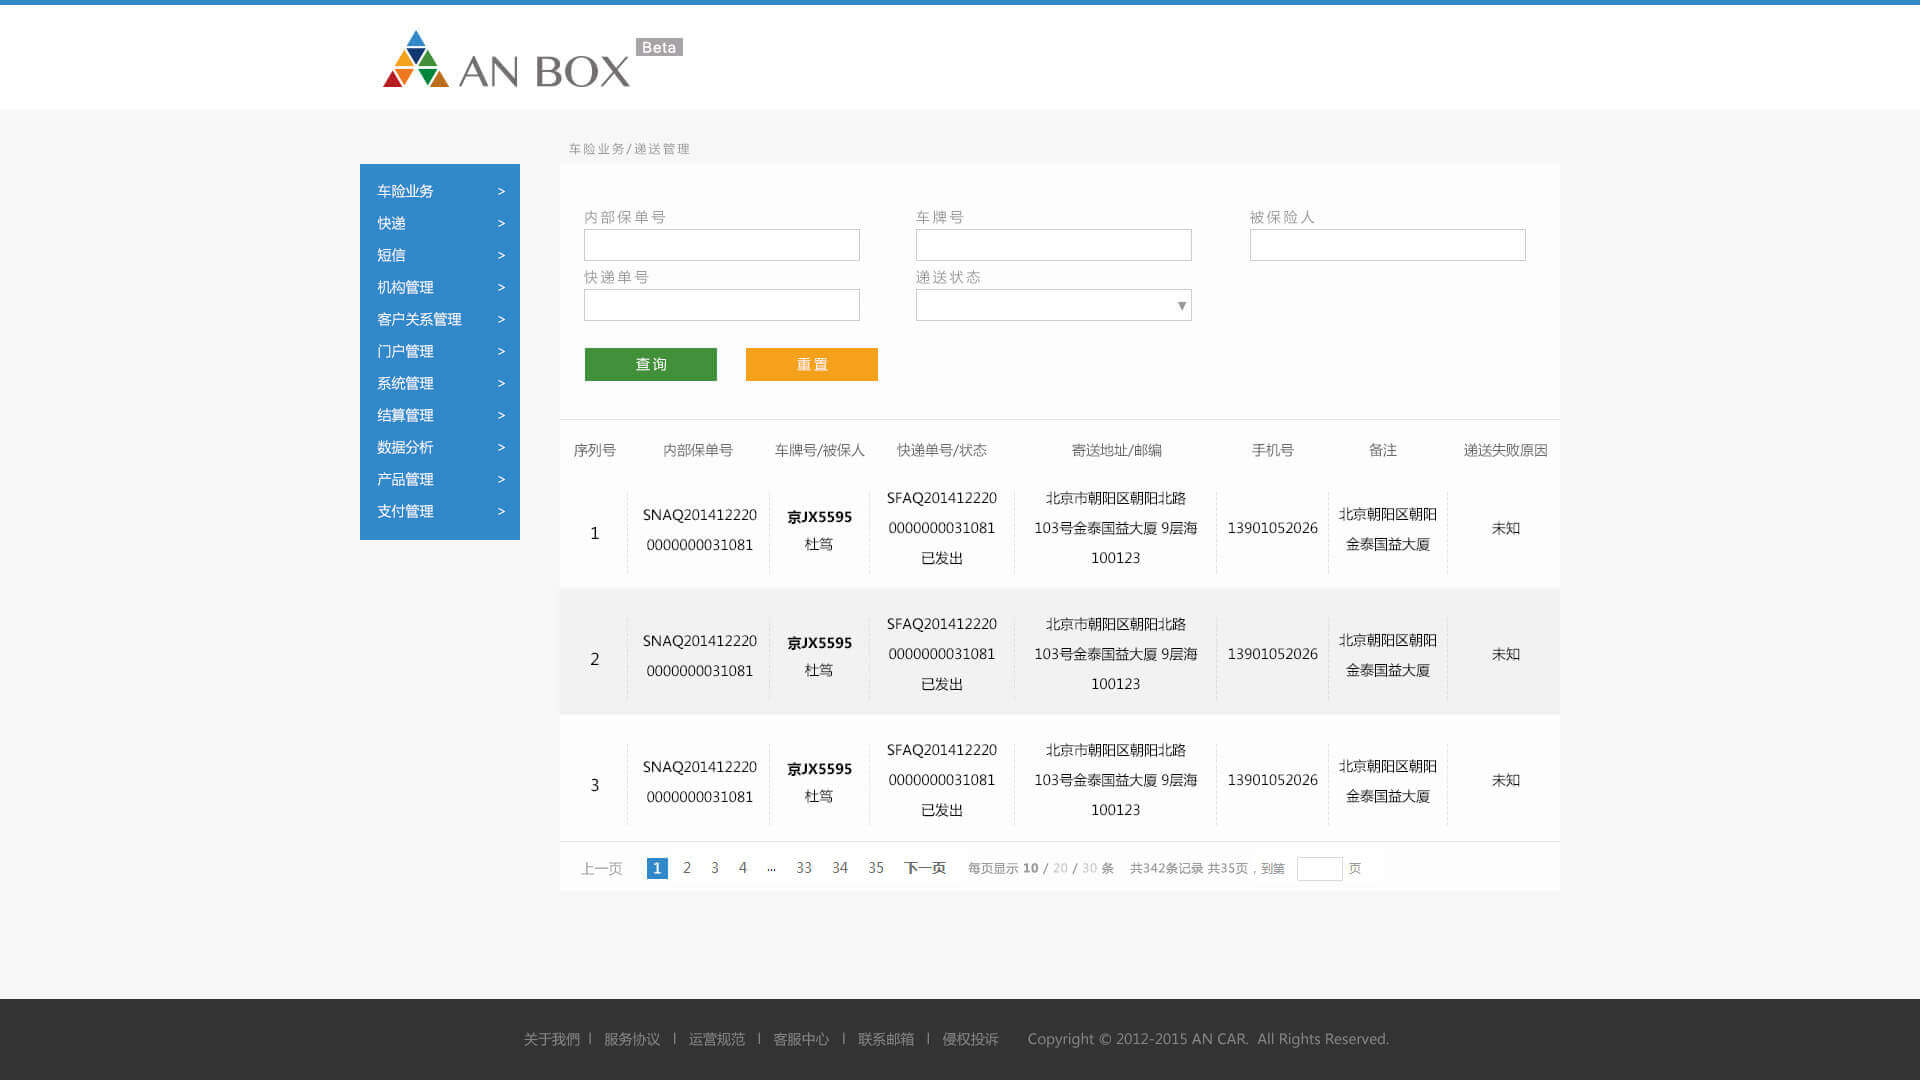 AN BOX Beta
车险业务/递送管理
车险业务 >
快递 >
短信 >
机构管理 >
客户关系管理 >
门户管理 >
系统管理 >
结算管理 >
数据分析 >
产品管理 >
支付管理 >
内部保单号 车牌号 被保险人
快递单号 递送状态
▼
查询 重置
序列号 内部保单号 车牌号/被保人 快递单号/状态 寄送地址/邮编 手机号 备注 递送失败原因
1
SNAQ201412220
0000000031081
京JX5595
杜笃
SFAQ201412220
0000000031081
已发出
北京市朝阳区朝阳北路
103号金泰国益大厦 9层海
100123
13901052026
北京朝阳区朝阳
金泰国益大厦
未知
2
SNAQ201412220
0000000031081
京JX5595
杜笃
SFAQ201412220
0000000031081
已发出
北京市朝阳区朝阳北路
103号金泰国益大厦 9层海
100123
13901052026
北京朝阳区朝阳
金泰国益大厦
未知
3
SNAQ201412220
0000000031081
京JX5595
杜笃
SFAQ201412220
0000000031081
已发出
北京市朝阳区朝阳北路
103号金泰国益大厦 9层海
100123
13901052026
北京朝阳区朝阳
金泰国益大厦
未知
上一页 1 2 3 4 ... 33 34 35 下一页 每页显示 10 / 20 / 30 条 共342条记录 共35页，到第 页
关于我們 | 服务协议 | 运营规范 | 客服中心 | 联系邮箱 | 侵权投诉 Copyright © 2012-2015 AN CAR. All Rights Reserved.